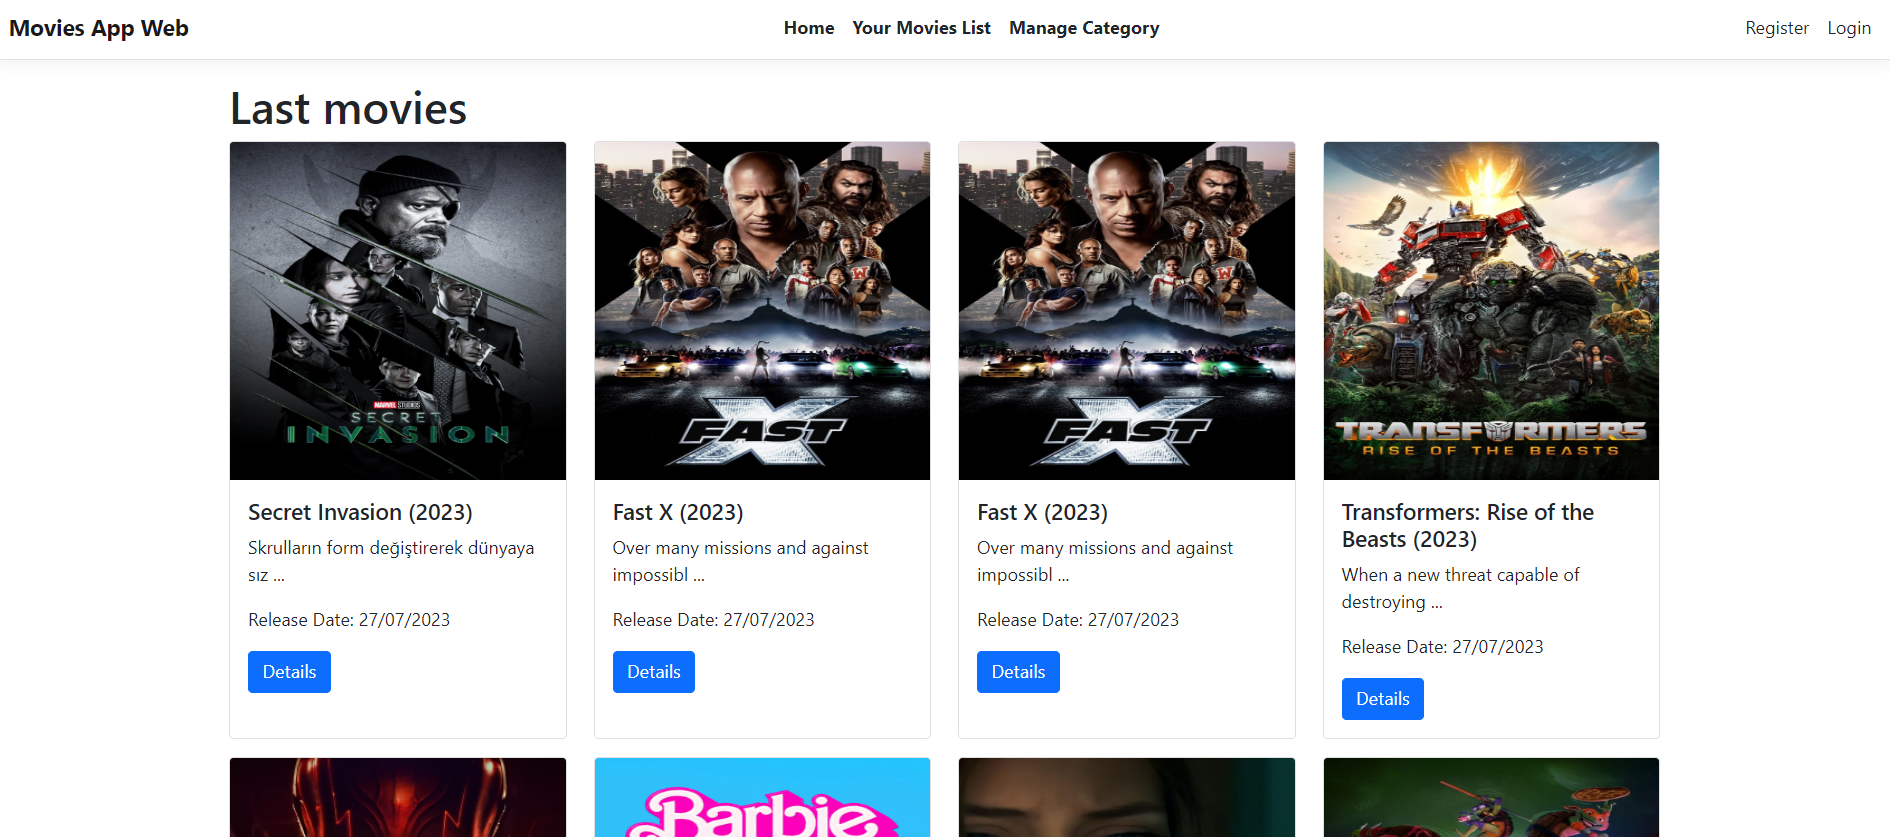 Movies App Web
Home Your Movies List Manage Category
Register Login
Last movies
MARVEL STUDIOS
SECRET
INVASION
FAST X
FAST X
TRANSFORMERS
RISE OF THE BEASTS
Secret Invasion (2023)
Skrulların form değiştirerek dünyaya
sız ...
Release Date: 27/07/2023
Details
Fast X (2023)
Over many missions and against
impossibl ...
Release Date: 27/07/2023
Details
Fast X (2023)
Over many missions and against
impossibl ...
Release Date: 27/07/2023
Details
Transformers: Rise of the
Beasts (2023)
When a new threat capable of
destroying ...
Release Date: 27/07/2023
Details
Barbie